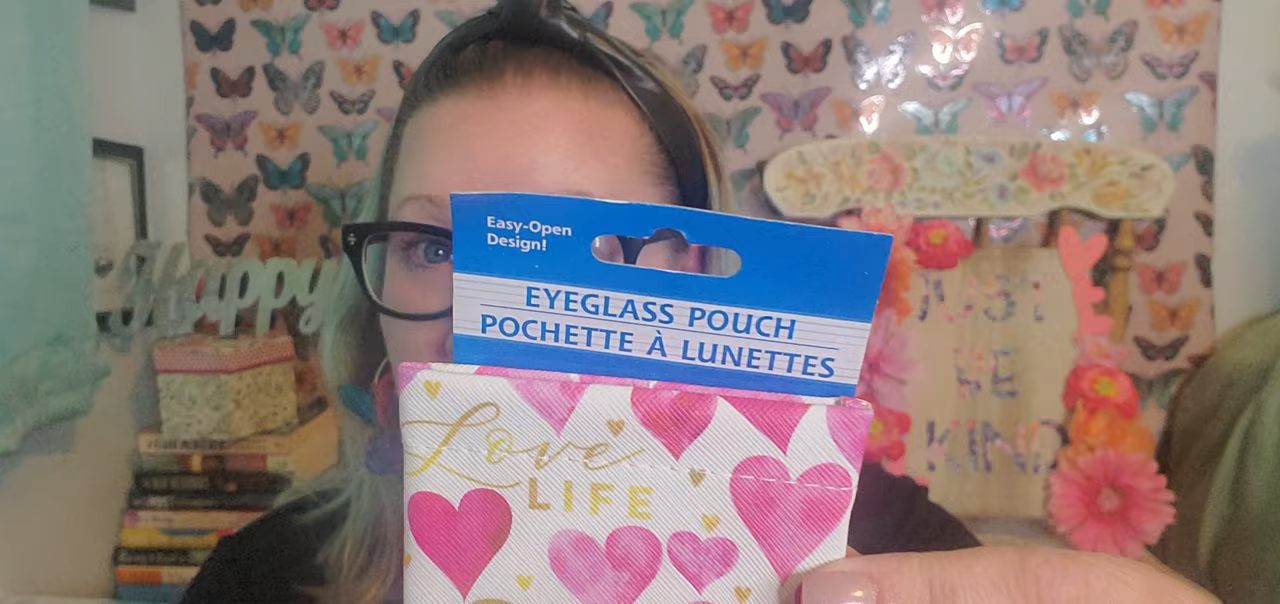 Easy-Open
Design!
EYEGLASS POUCH
POCHETTE À LUNETTES
Love
LIFE
Happy
JUST
BE
KIND